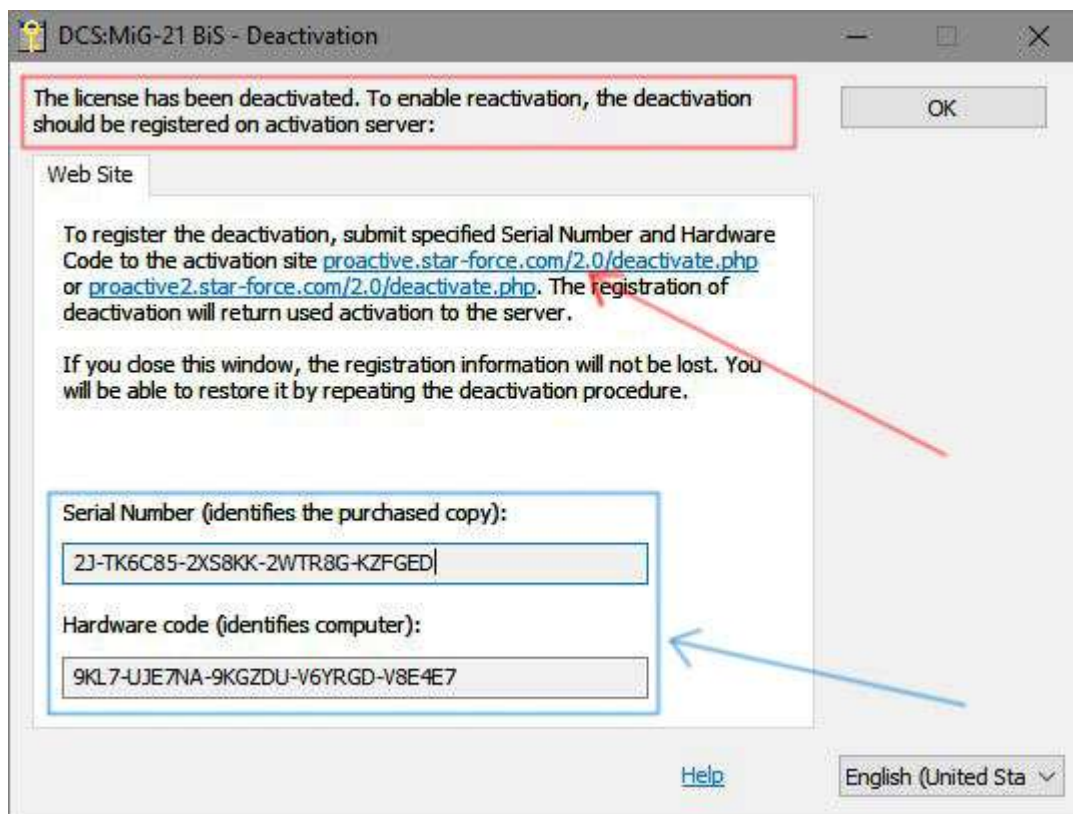 DCS:MiG-21 BiS - Deactivation
The license has been deactivated. To enable reactivation, the deactivation
should be registered on activation server:
OK
Web Site
To register the deactivation, submit specified Serial Number and Hardware
Code to the activation site proactive.star-force.com/2.0/deactivate.php
or proactive2.star-force.com/2.0/deactivate.php. The registration of
deactivation will return used activation to the server.
If you close this window, the registration information will not be lost. You
will be able to restore it by repeating the deactivation procedure.
Serial Number (identifies the purchased copy):
2J-TK6C85-2XS8KK-2WTR8G-KZFGED
Hardware code (identifies computer):
9KL7-UJE7NA-9KGZDU-V6YRGD-V8E4E7
Help
English (United Sta